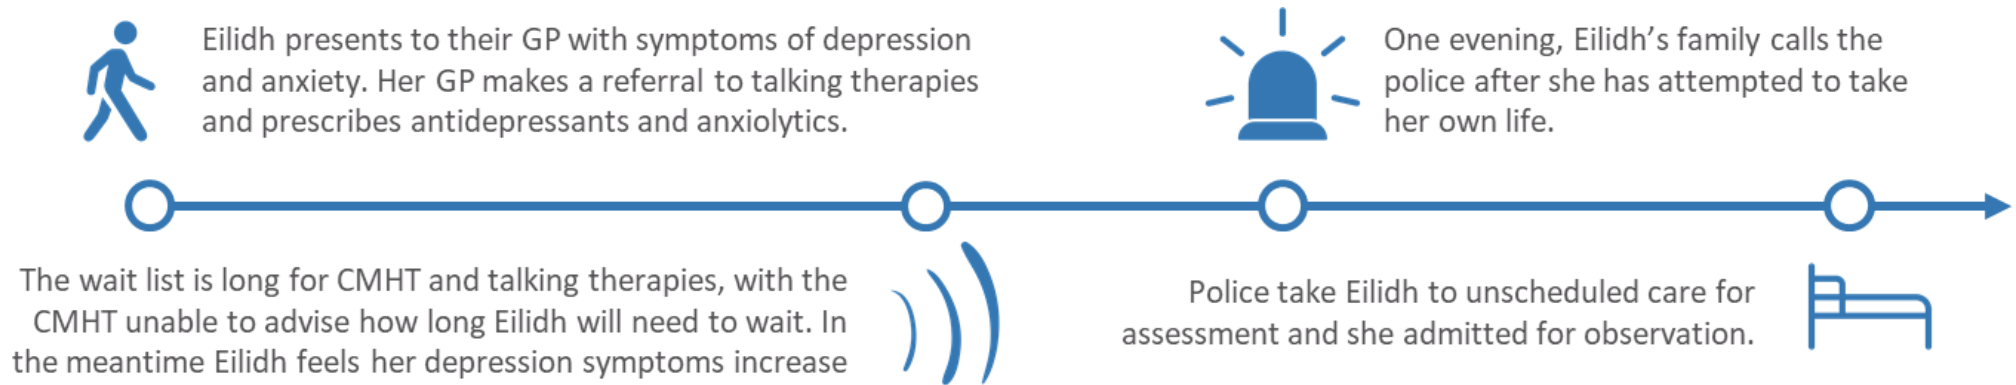 Eilidh presents to their GP with symptoms of depression
and anxiety. Her GP makes a referral to talking therapies
and prescribes antidepressants and anxiolytics.
The wait list is long for CMHT and talking therapies, with the
CMHT unable to advise how long Eilidh will need to wait. In
the meantime Eilidh feels her depression symptoms increase
One evening, Eilidh’s family calls the
police after she has attempted to take
her own life.
Police take Eilidh to unscheduled care for
assessment and she admitted for observation.